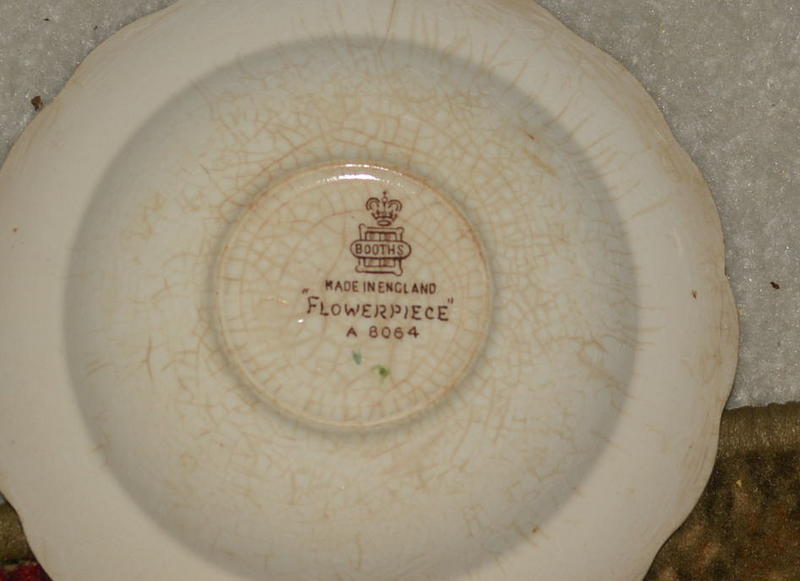 BOOTHS
MADE IN ENGLAND
"FLOWERPIECE"
A 8064